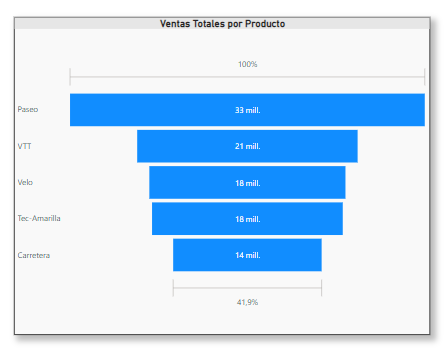 Ventas Totales por Producto
100%
Paseo 33 mill.
VTT 21 mill.
Velo 18 mill.
Tec-Amarilla 18 mill.
Carretera 14 mill.
41,9%